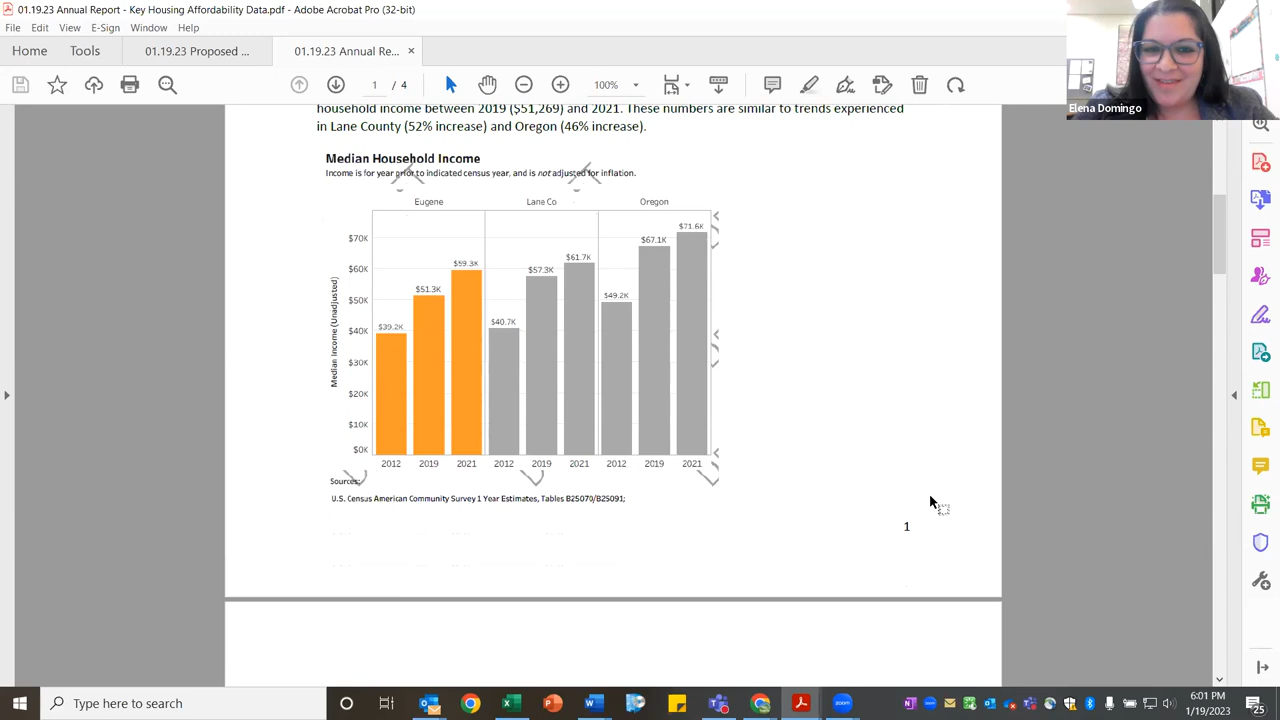 01.19.23 Annual Report - Key Housing Affordability Data.pdf - Adobe Acrobat Pro (32-bit)
File Edit View E-Sign Window Help
Home Tools 01.19.23 Proposed ... 01.19.23 Annual Re... ×
1 / 4 100%
Elena Domingo
household income between 2019 ($51,269) and 2021. These numbers are similar to trends experienced
in Lane County (52% increase) and Oregon (46% increase).
Median Household Income
Income is for year prior to indicated census year, and is not adjusted for inflation.
Eugene Lane Co Oregon
Median Income (Unadjusted)
$70K
$60K
$50K
$40K
$30K
$20K
$10K
$0K
$39.2K $51.3K $59.3K $40.7K $57.3K $61.7K $49.2K $67.1K $71.6K
2012 2019 2021 2012 2019 2021 2012 2019 2021
Sources:
U.S. Census American Community Survey 1 Year Estimates, Tables B25070/B25091;
1
Type here to search
6:01 PM
1/19/2023
25